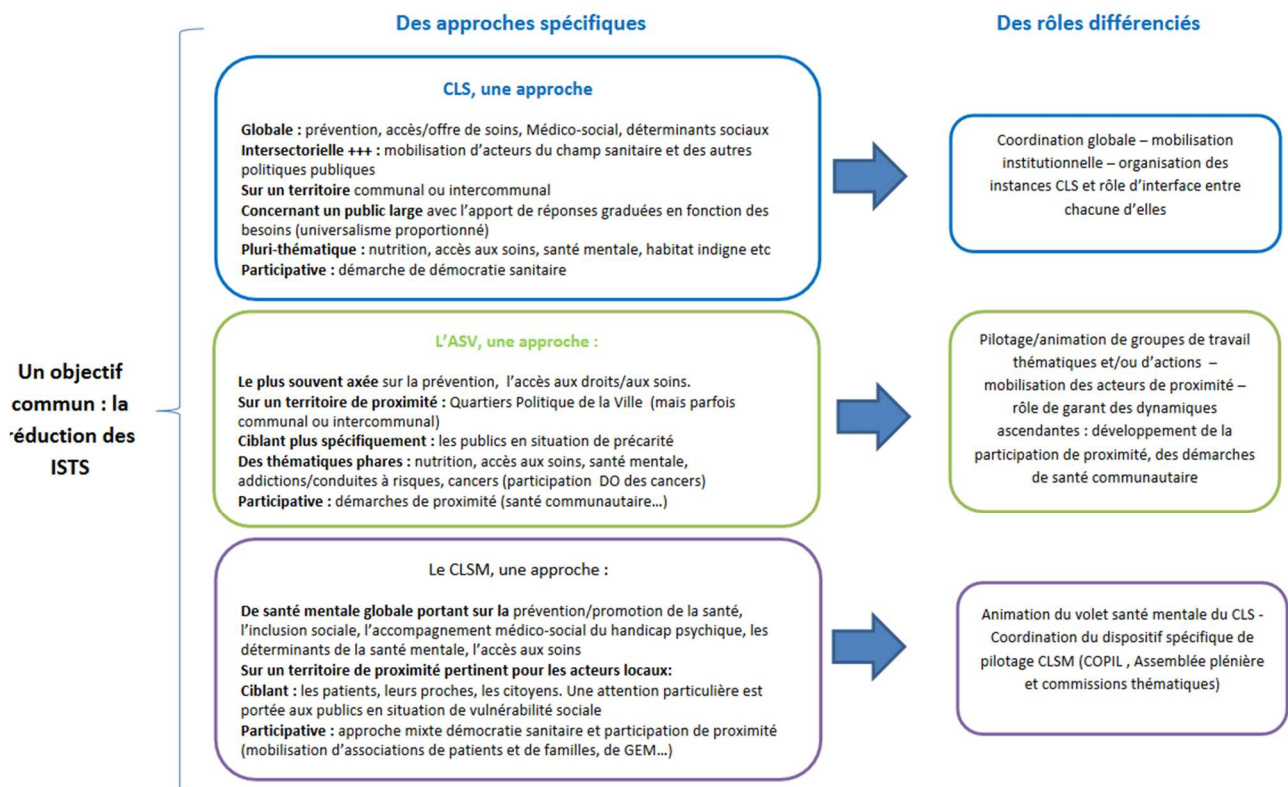 Des approches spécifiques
Des rôles différenciés
Un objectif
commun : la
réduction des
ISTS
CLS, une approche
Globale : prévention, accès/offre de soins, Médico-social, déterminants sociaux
Intersectorielle +++ : mobilisation d’acteurs du champ sanitaire et des autres
politiques publiques
Sur un territoire communal ou intercommunal
Concernant un public large avec l’apport de réponses graduées en fonction des
besoins (universalisme proportionné)
Pluri-thématique : nutrition, accès aux soins, santé mentale, habitat indigne etc
Participative : démarche de démocratie sanitaire
Coordination globale – mobilisation
institutionnelle – organisation des
instances CLS et rôle d’interface entre
chacune d’elles
L’ASV, une approche :
Le plus souvent axée sur la prévention, l’accès aux droits/aux soins.
Sur un territoire de proximité : Quartiers Politique de la Ville (mais parfois
communal ou intercommunal)
Ciblant plus spécifiquement : les publics en situation de précarité
Des thématiques phares : nutrition, accès aux soins, santé mentale,
addictions/conduites à risques, cancers (participation DO des cancers)
Participative : démarches de proximité (santé communautaire…)
Pilotage/animation de groupes de travail
thématiques et/ou d’actions –
mobilisation des acteurs de proximité –
rôle de garant des dynamiques
ascendantes : développement de la
participation de proximité, des démarches
de santé communautaire
Le CLSM, une approche :
De santé mentale globale portant sur la prévention/promotion de la santé,
l’inclusion sociale, l’accompagnement médico-social du handicap psychique, les
déterminants de la santé mentale, l’accès aux soins
Sur un territoire de proximité pertinent pour les acteurs locaux:
Ciblant : les patients, leurs proches, les citoyens. Une attention particulière est
portée aux publics en situation de vulnérabilité sociale
Participative : approche mixte démocratie sanitaire et participation de proximité
(mobilisation d’associations de patients et de familles, de GEM…)
Animation du volet santé mentale du CLS -
Coordination du dispositif spécifique de
pilotage CLSM (COPIL , Assemblée plénière
et commissions thématiques)